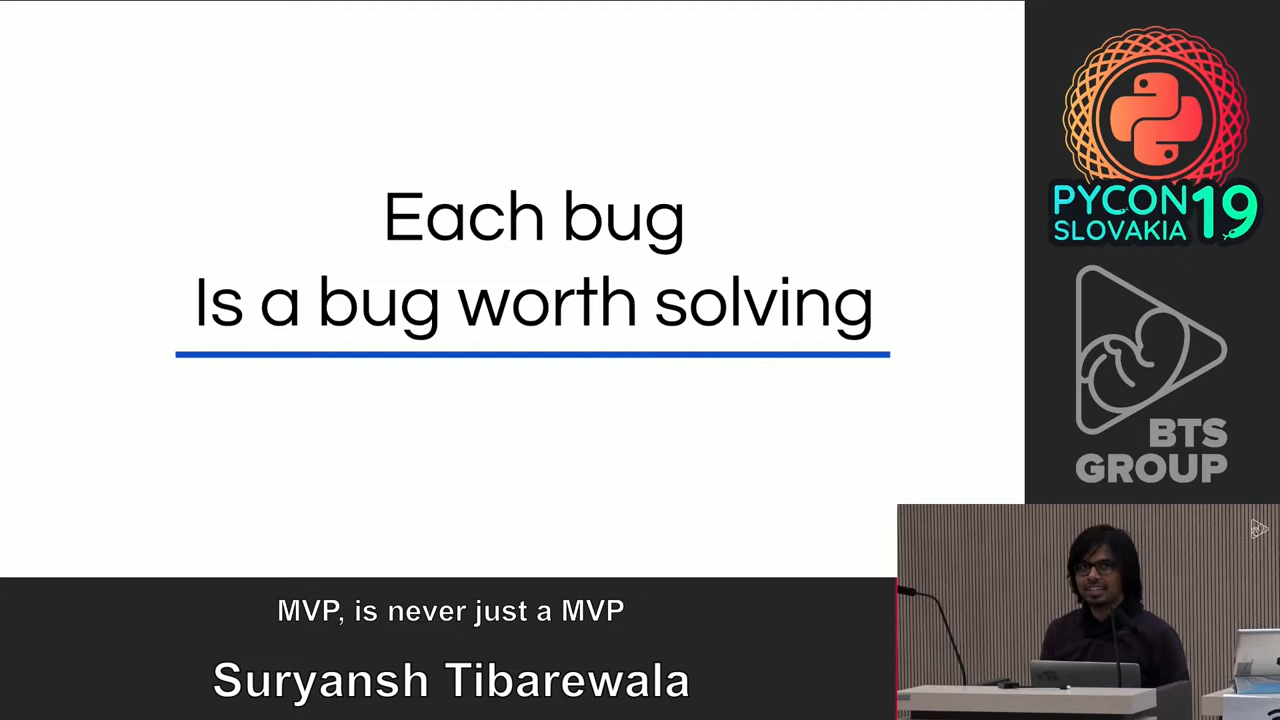 Each bug
Is a bug worth solving
PYCON 19
SLOVAKIA
BTS
GROUP
MVP, is never just a MVP
Suryansh Tibarewala